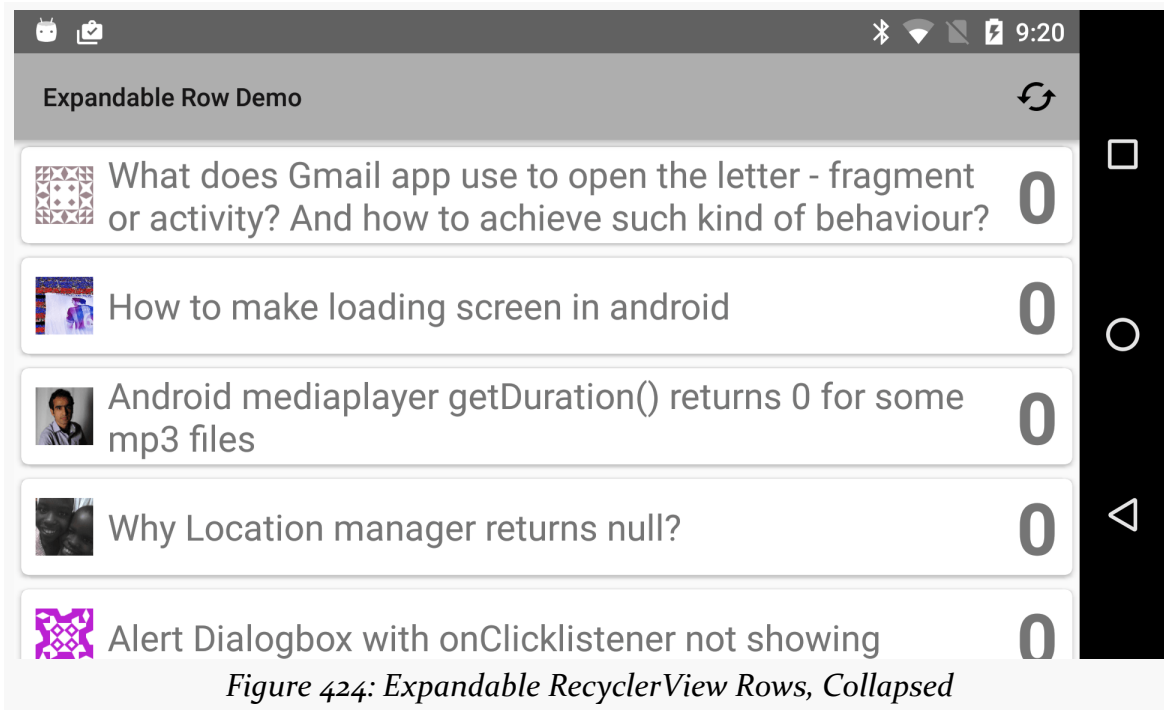 9:20
Expandable Row Demo
What does Gmail app use to open the letter - fragment
or activity? And how to achieve such kind of behaviour?
0
How to make loading screen in android
0
Android mediaplayer getDuration() returns 0 for some
mp3 files
0
Why Location manager returns null?
0
Alert Dialogbox with onClicklistener not showing
0
Figure 424: Expandable RecyclerView Rows, Collapsed